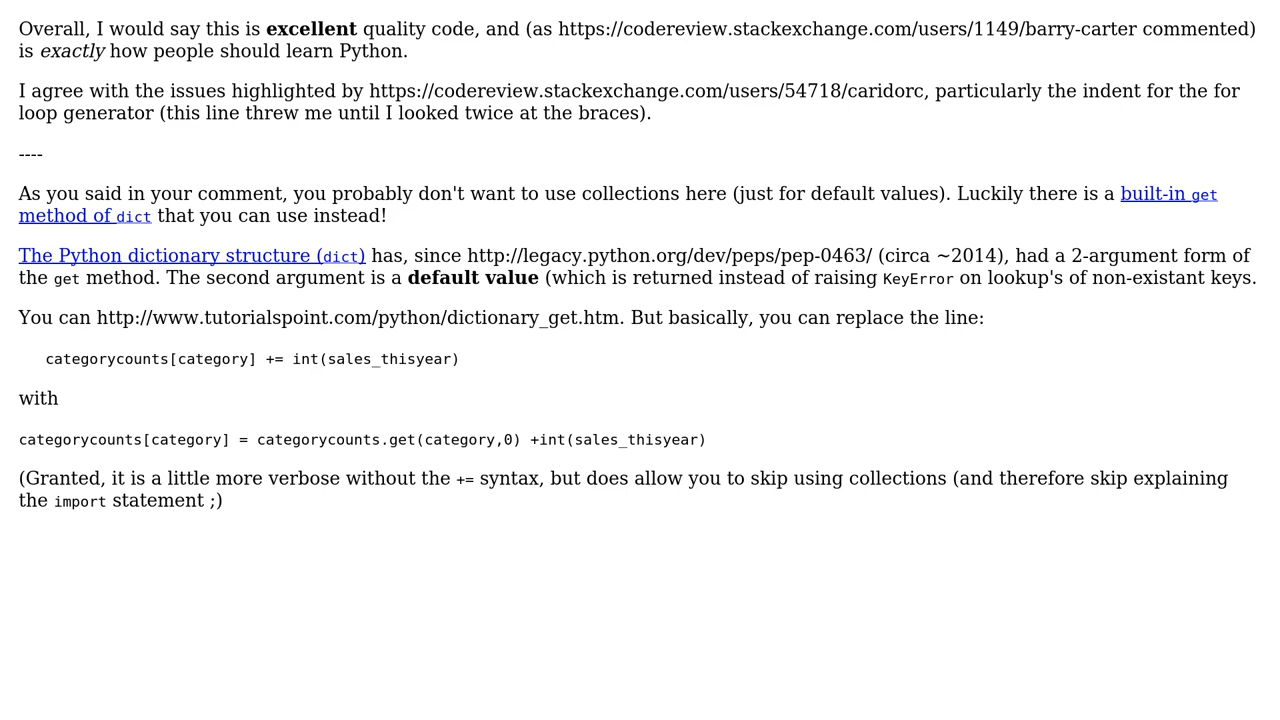 Overall, I would say this is excellent quality code, and (as https://codereview.stackexchange.com/users/1149/barry-carter commented)
is exactly how people should learn Python.
I agree with the issues highlighted by https://codereview.stackexchange.com/users/54718/caridorc, particularly the indent for the for
loop generator (this line threw me until I looked twice at the braces).
----
As you said in your comment, you probably don't want to use collections here (just for default values). Luckily there is a built-in get
method of dict that you can use instead!
The Python dictionary structure (dict) has, since http://legacy.python.org/dev/peps/pep-0463/ (circa ~2014), had a 2-argument form of
the get method. The second argument is a default value (which is returned instead of raising KeyError on lookup's of non-existant keys.
You can http://www.tutorialspoint.com/python/dictionary_get.htm. But basically, you can replace the line:
categorycounts[category] += int(sales_thisyear)
with
categorycounts[category] = categorycounts.get(category,0) +int(sales_thisyear)
(Granted, it is a little more verbose without the += syntax, but does allow you to skip using collections (and therefore skip explaining
the import statement ;)